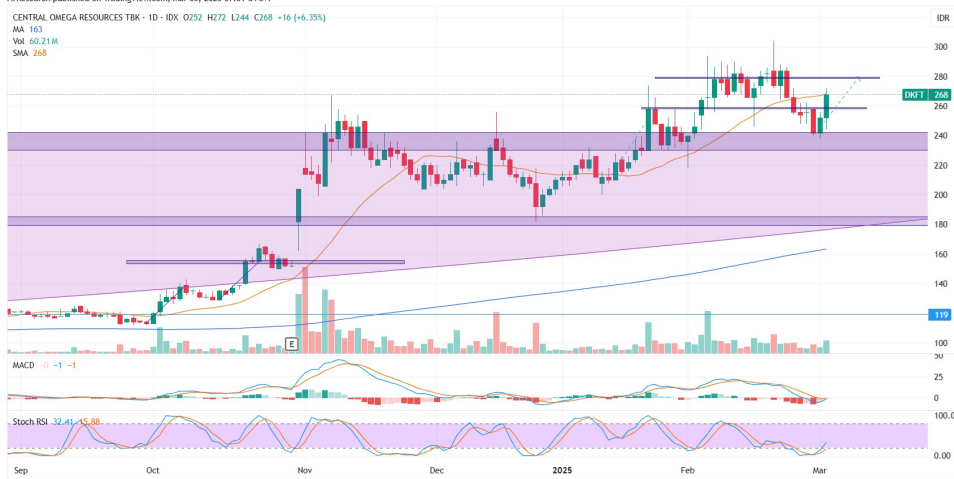 CENTRAL OMEGA RESOURCES TBK · 1D · IDX O252 H272 L244 C268 +16 (+6.35%)
IDR
MA 163
Vol 60.21M
SMA 268
300
280
DKFT 268
260
240
220
200
180
160
140
119
100
E
50
MACD -0 -1 -1
25
0
100.0
Stoch RSI 32.41 15.88
0.00
Sep Oct Nov Dec 2025 Feb Mar